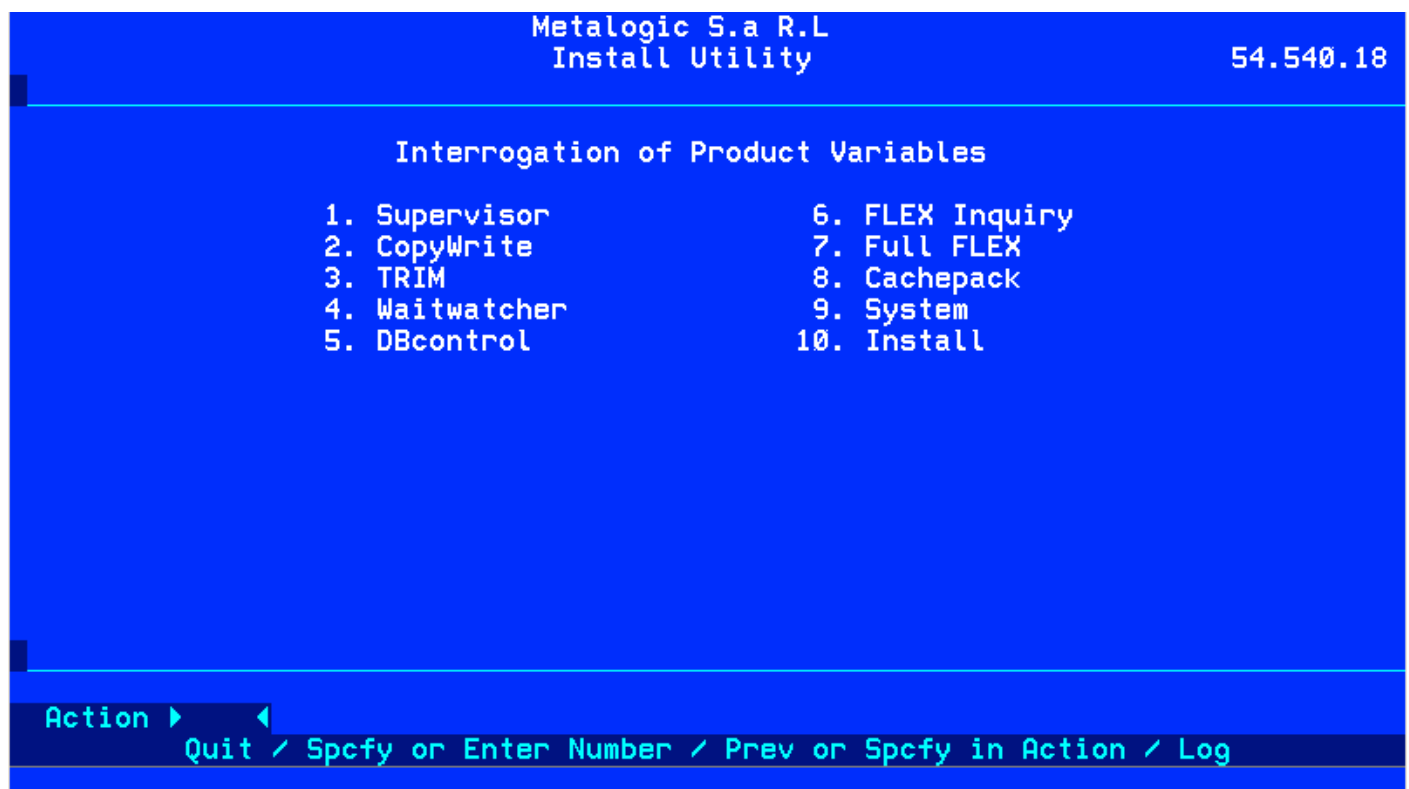 Metalogic S.a R.L
Install Utility 54.540.18
Interrogation of Product Variables
1. Supervisor 6. FLEX Inquiry
2. CopyWrite 7. Full FLEX
3. TRIM 8. Cachepack
4. Waitwatcher 9. System
5. DBcontrol 10. Install
Action
Quit / Spcfy or Enter Number / Prev or Spcfy in Action / Log